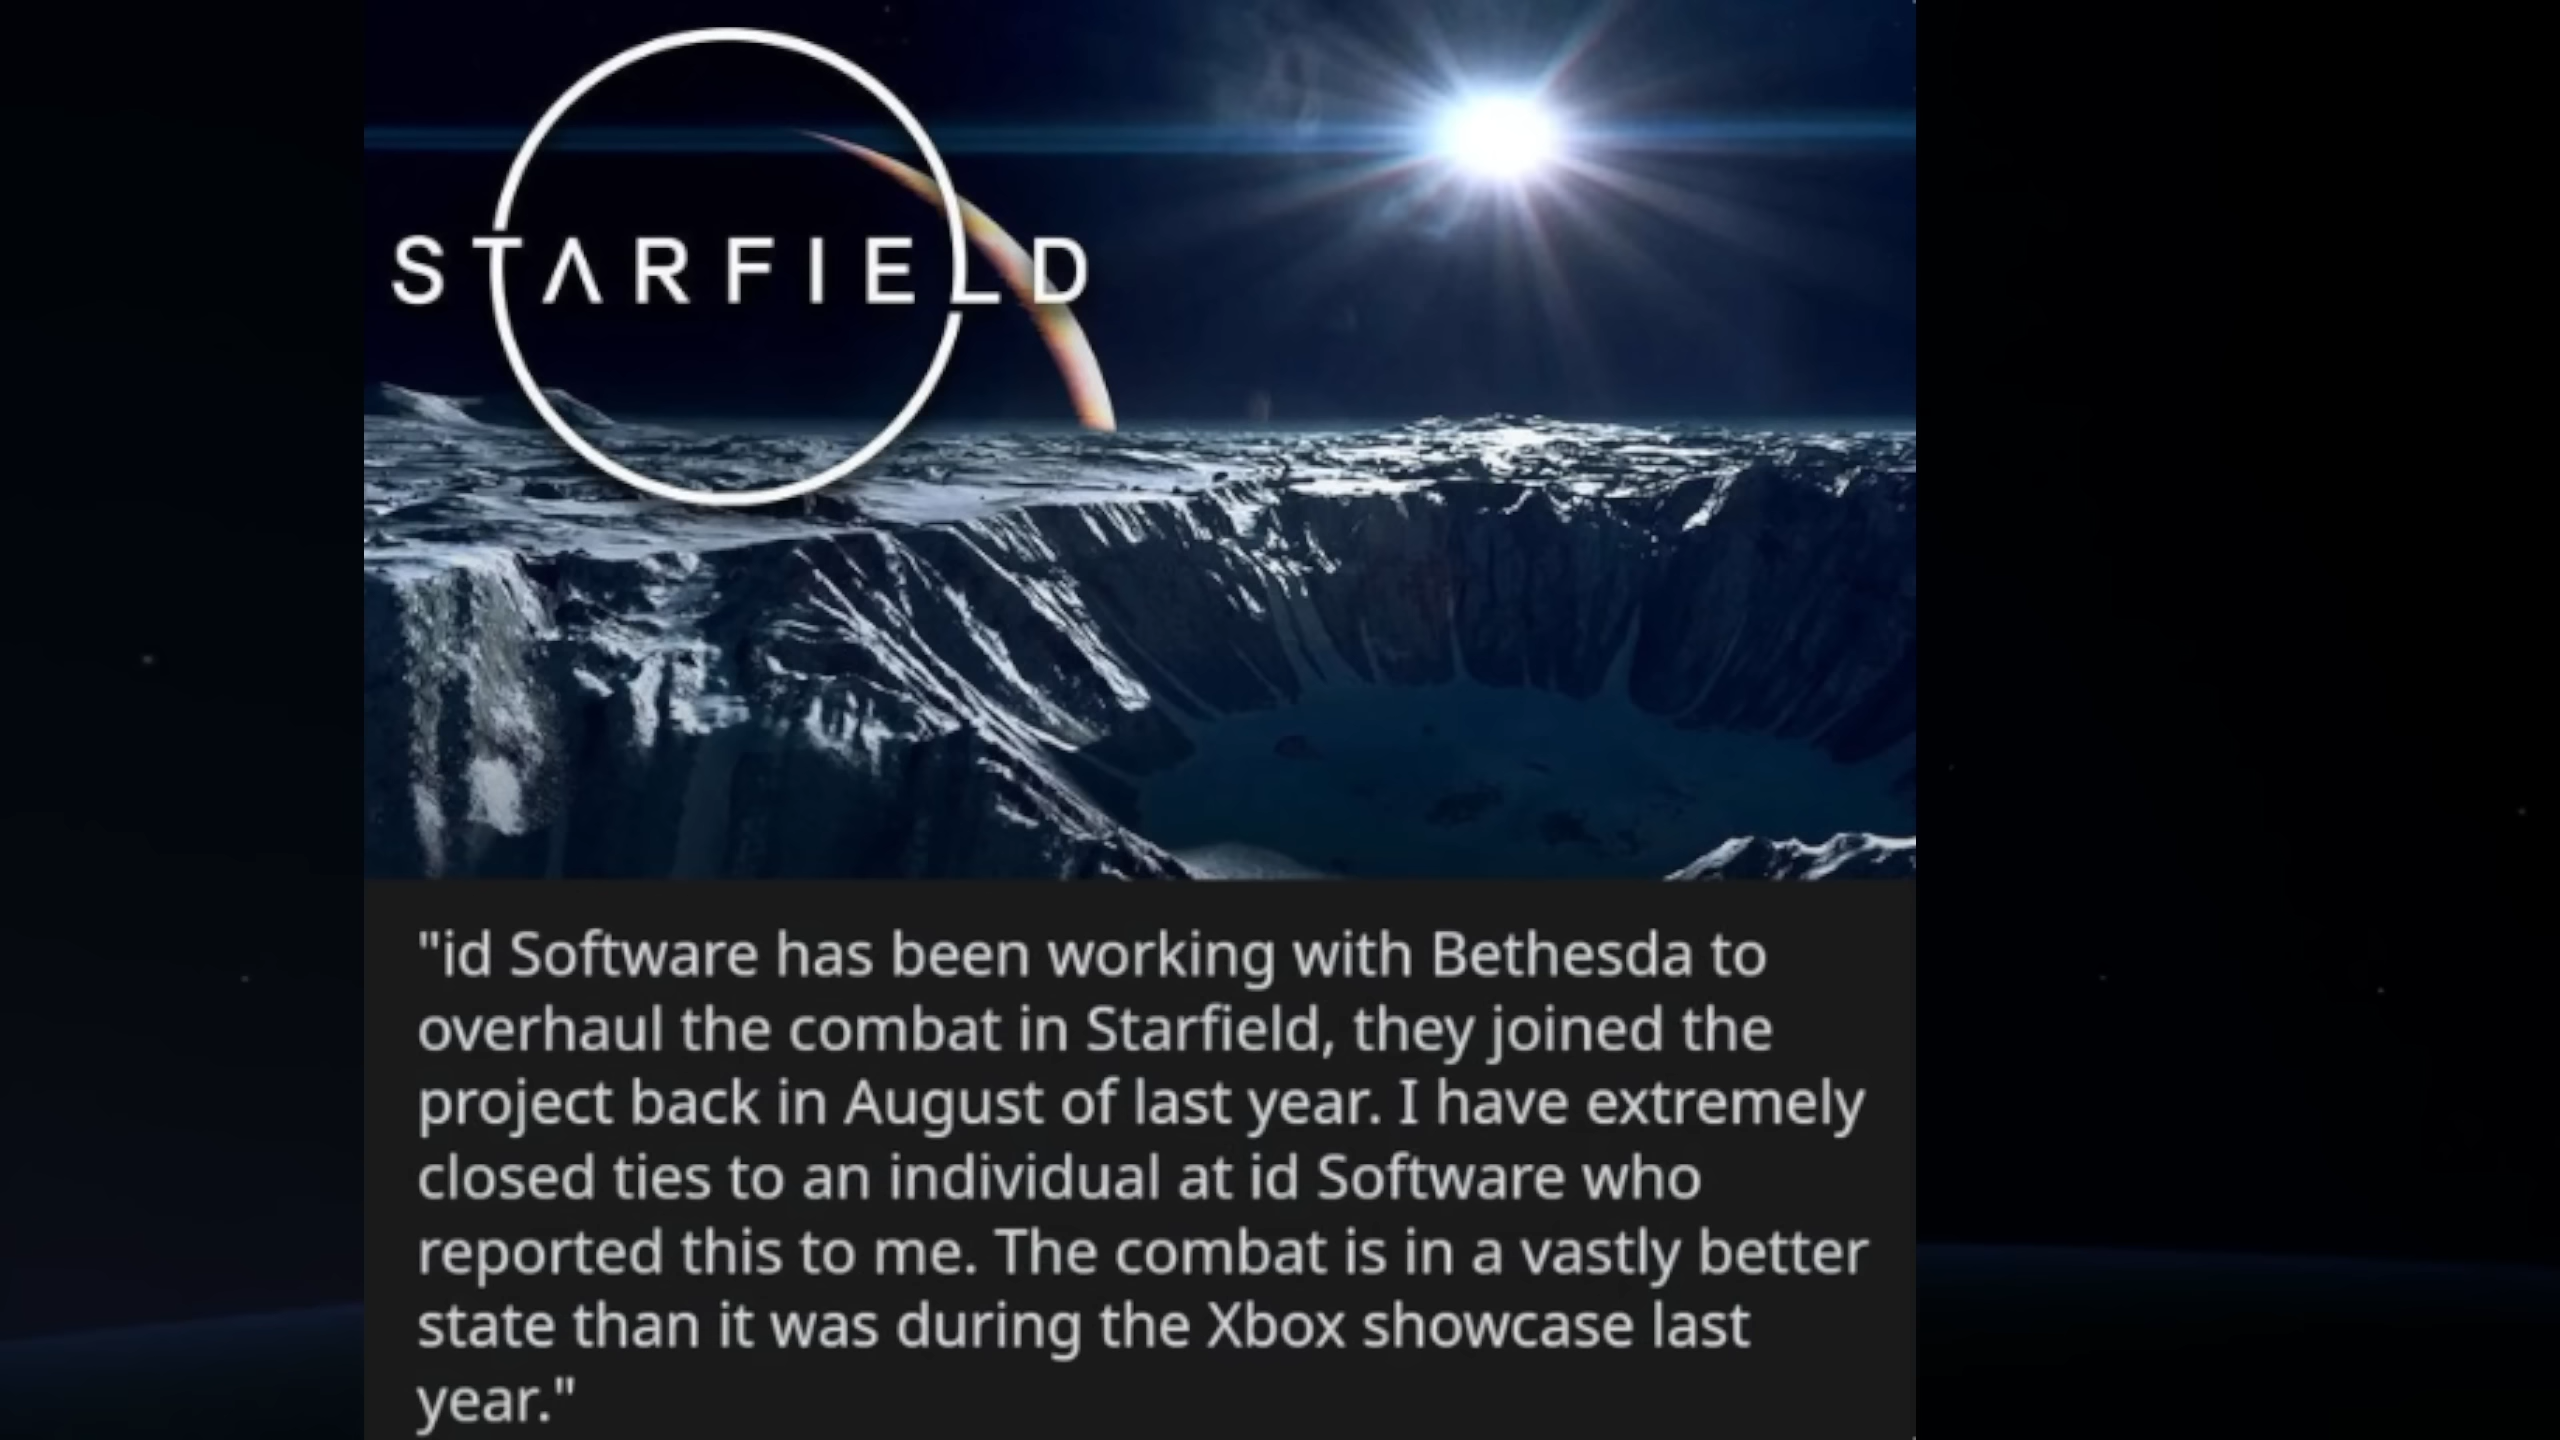 STARFIELD
"id Software has been working with Bethesda to
overhaul the combat in Starfield, they joined the
project back in August of last year. I have extremely
closed ties to an individual at id Software who
reported this to me. The combat is in a vastly better
state than it was during the Xbox showcase last
year."